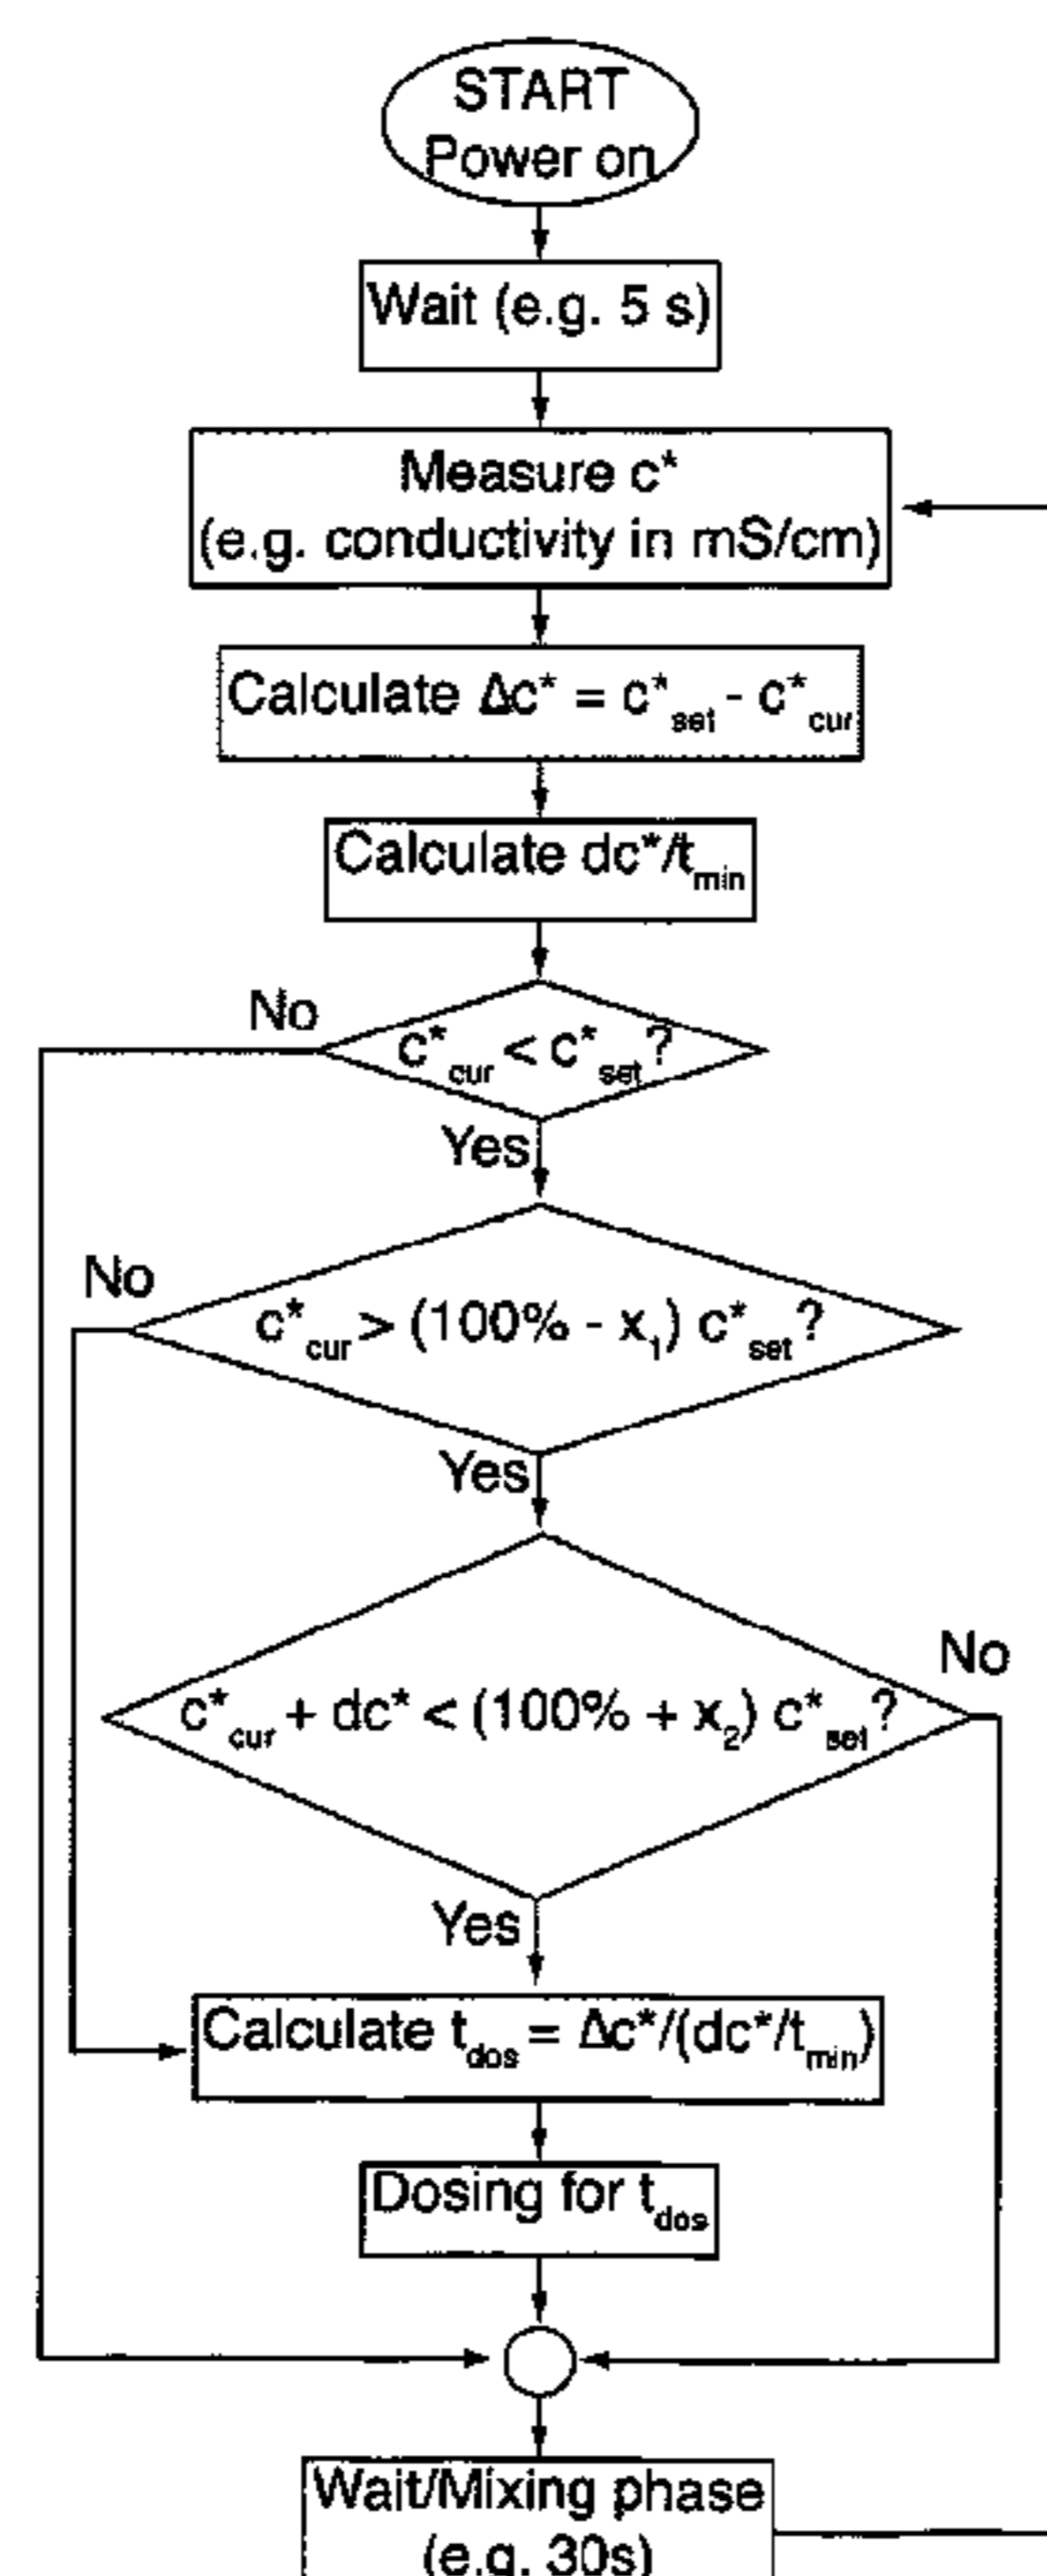 START
Power on
Wait (e.g. 5 s)
Measure c*
(e.g. conductivity in mS/cm)
Calculate Δc* = c*set - c*cur
Calculate dc*/tmin
No
c*cur < c*set?
Yes
No
c*cur > (100% - x1) c*set?
Yes
No
c*cur + dc* < (100% + x2) c*set?
Yes
Calculate tdos = Δc*/(dc*/tmin)
Dosing for tdos
Wait/Mixing phase
(e.g. 30s)